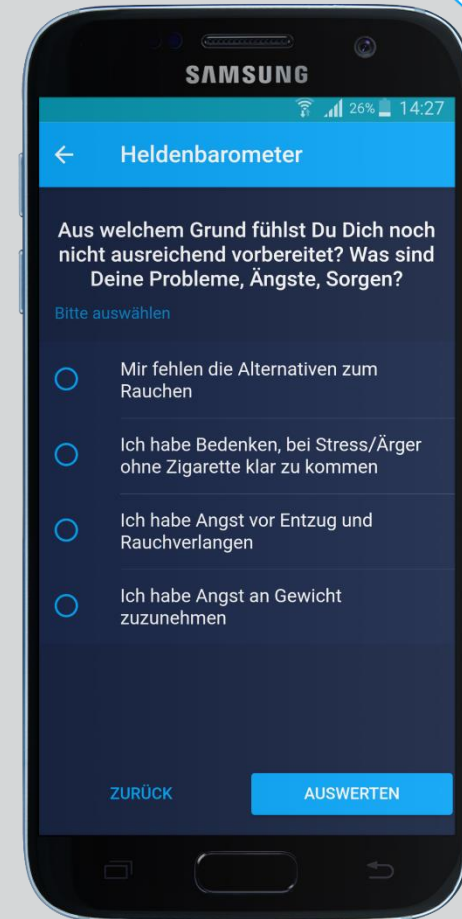 SAMSUNG
26% 14:27
Heldenbarometer
Aus welchem Grund fühlst Du Dich noch
nicht ausreichend vorbereitet? Was sind
Deine Probleme, Ängste, Sorgen?
Bitte auswählen
Mir fehlen die Alternativen zum
Rauchen
Ich habe Bedenken, bei Stress/Ärger
ohne Zigarette klar zu kommen
Ich habe Angst vor Entzug und
Rauchverlangen
Ich habe Angst an Gewicht
zuzunehmen
ZURÜCK AUSWERTEN